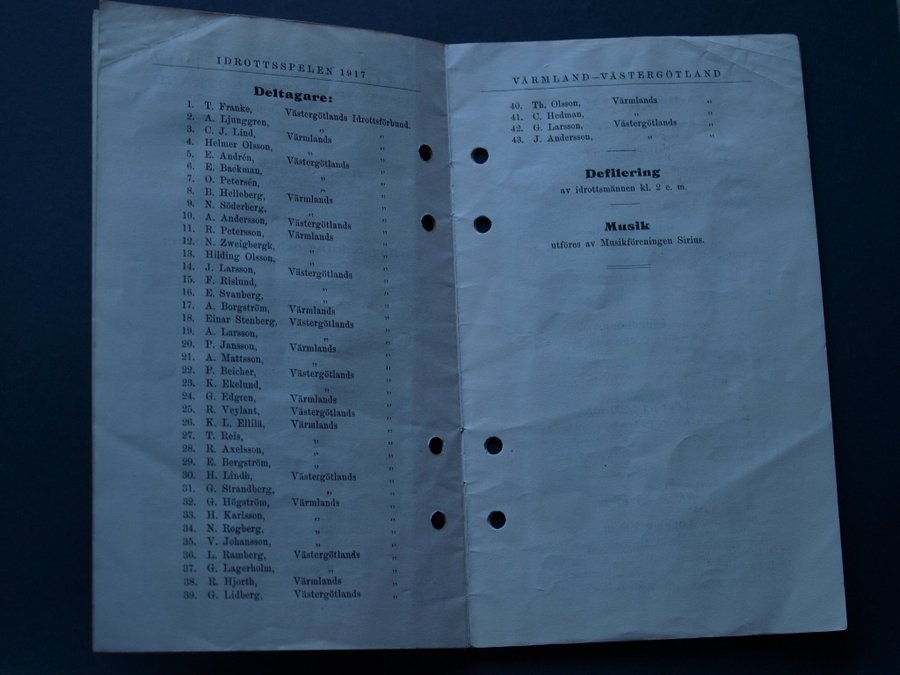 IDROTTSSPELEN 1917
Deltagare:
1. T. Franke, Västergötlands Idrottsförbund.
2. A. Ljunggren, „ „
3. C. J. Lind, Värmlands „
4. Helmer Olsson, „ „
5. E. Andrén, Västergötlands „
6. E. Backman, „ „
7. O. Petersén, „ „
8. B. Helleberg, Värmlands „
9. N. Söderberg, „ „
10. A. Andersson, Västergötlands „
11. R. Petersson, Värmlands „
12. N. Zweigbergk, „ „
13. Hilding Olsson, „ „
14. J. Larsson, Västergötlands „
15. F. Rislund, „ „
16. E. Svanberg, „ „
17. A. Borgström, Värmlands „
18. Einar Stenberg, Västergötlands „
19. A. Larsson, „ „
20. P. Jansson, Värmlands „
21. A. Mattsson, „ „
22. P. Beicher, Västergötlands „
23. K. Ekelund, „ „
24. G. Edgren, Värmlands „
25. R. Veylant, Västergötlands „
26. K. L. Ellilä, Värmlands „
27. T. Reis, „ „
28. R. Axelsson, „ „
29. E. Bergström, „ „
30. H. Lindh, Västergötlands „
31. G. Strandberg, „ „
32. G. Högström, Värmlands „
33. H. Karlsson, „ „
34. N. Rogberg, „ „
35. V. Johansson, „ „
36. L. Ramberg, Västergötlands „
37. G. Lagerholm, „ „
38. R. Hjorth, Värmlands „
39. G. Lidberg, Västergötlands „
VÄRMLAND—VÄSTERGÖTLAND
40. Th. Olsson, Värmlands „
41. C. Hedman, „ „
42. G. Larsson, Västergötlands „
43. J. Andersson, „ „
Defilering
av idrottsmännen kl. 2 e. m.
Musik
utföres av Musikföreningen Sirius.